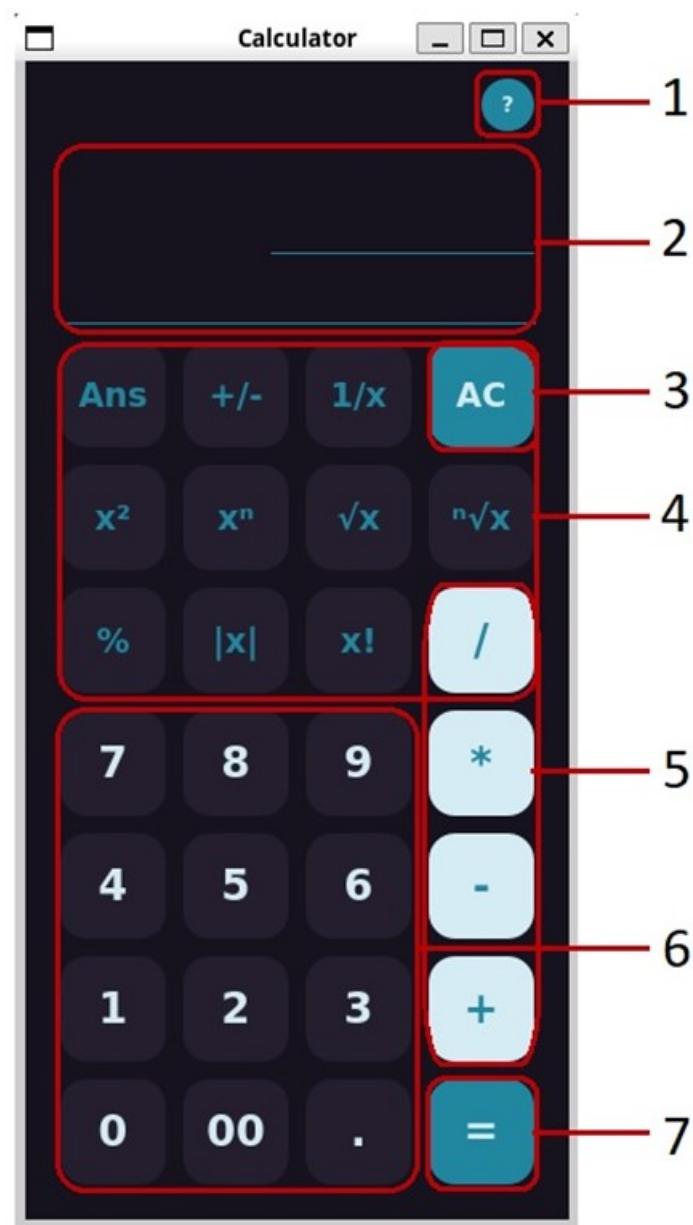 Calculator
? 1
2
Ans +/- 1/x AC 3
x² xⁿ √x ⁿ√x 4
% |x| x! /
7 8 9 * 5
4 5 6 -
6
1 2 3 +
0 00 . = 7